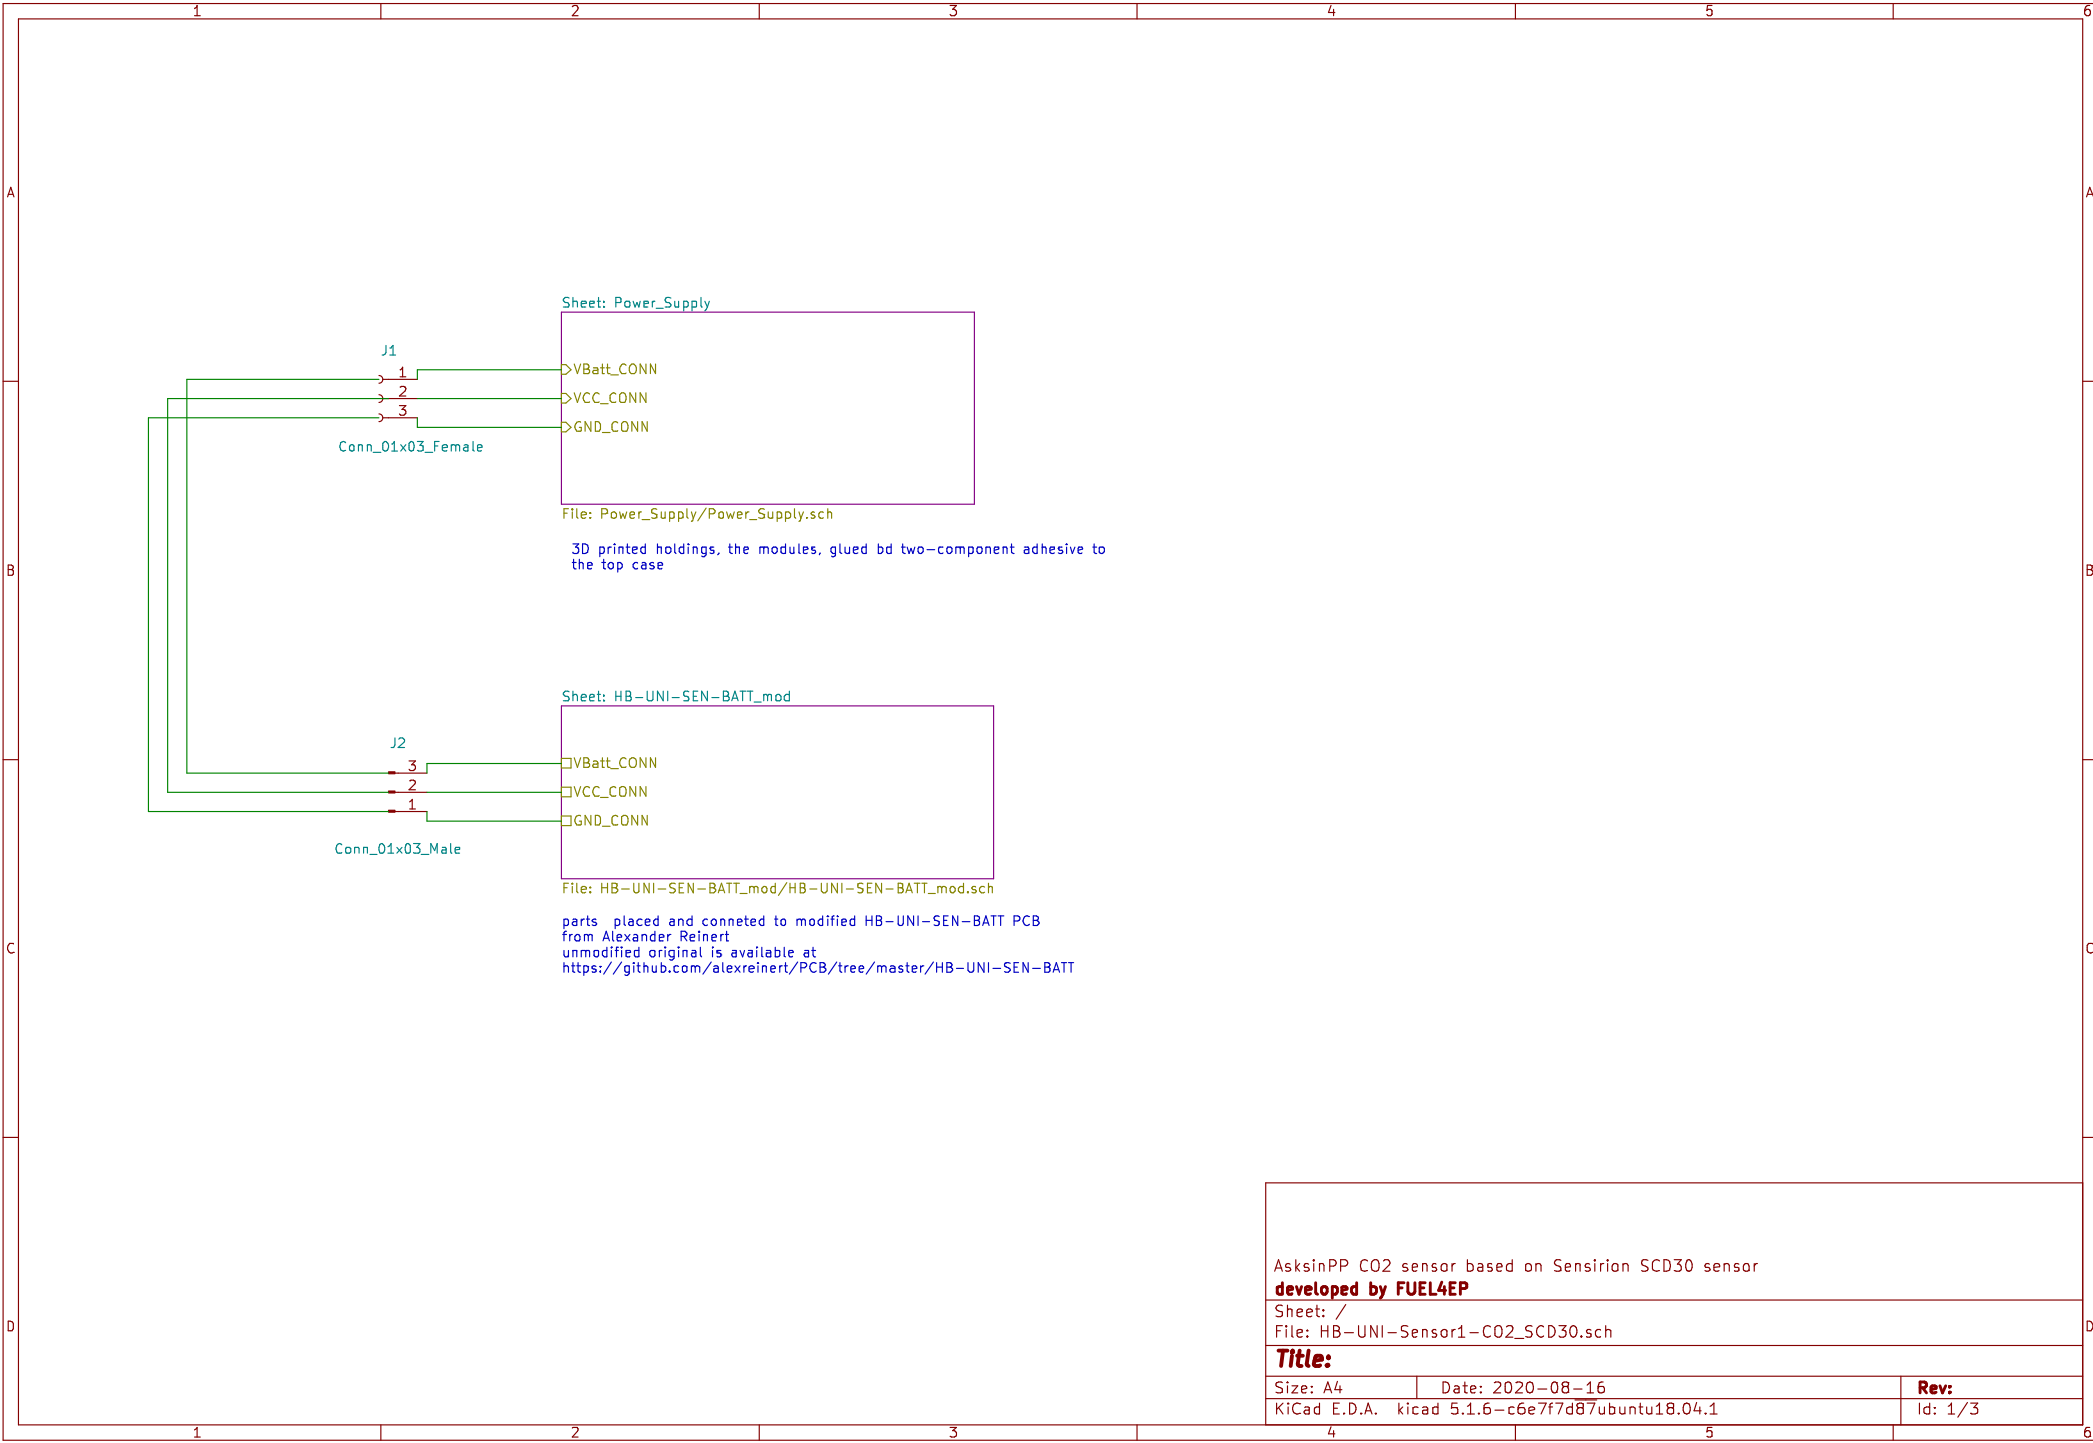 1 2 3 4 5 6
A A
Sheet: Power_Supply
J1
1 VBatt_CONN
2 VCC_CONN
3 GND_CONN
Conn_01x03_Female
File: Power_Supply/Power_Supply.sch
3D printed holdings, the modules, glued bd two-component adhesive to
the top case
B B
Sheet: HB-UNI-SEN-BATT_mod
J2
3 VBatt_CONN
2 VCC_CONN
1 GND_CONN
Conn_01x03_Male
File: HB-UNI-SEN-BATT_mod/HB-UNI-SEN-BATT_mod.sch
parts  placed and conneted to modified HB-UNI-SEN-BATT PCB
from Alexander Reinert
unmodified original is available at
https://github.com/alexreinert/PCB/tree/master/HB-UNI-SEN-BATT
C C
AsksinPP CO2 sensor based on Sensirion SCD30 sensor
developed by FUEL4EP
Sheet: /
File: HB-UNI-Sensor1-CO2_SCD30.sch
D D
Title:
Size: A4 Date: 2020-08-16 Rev:
KiCad E.D.A.  kicad 5.1.6-c6e7f7d87ubuntu18.04.1 Id: 1/3
1 2 3 4 5 6